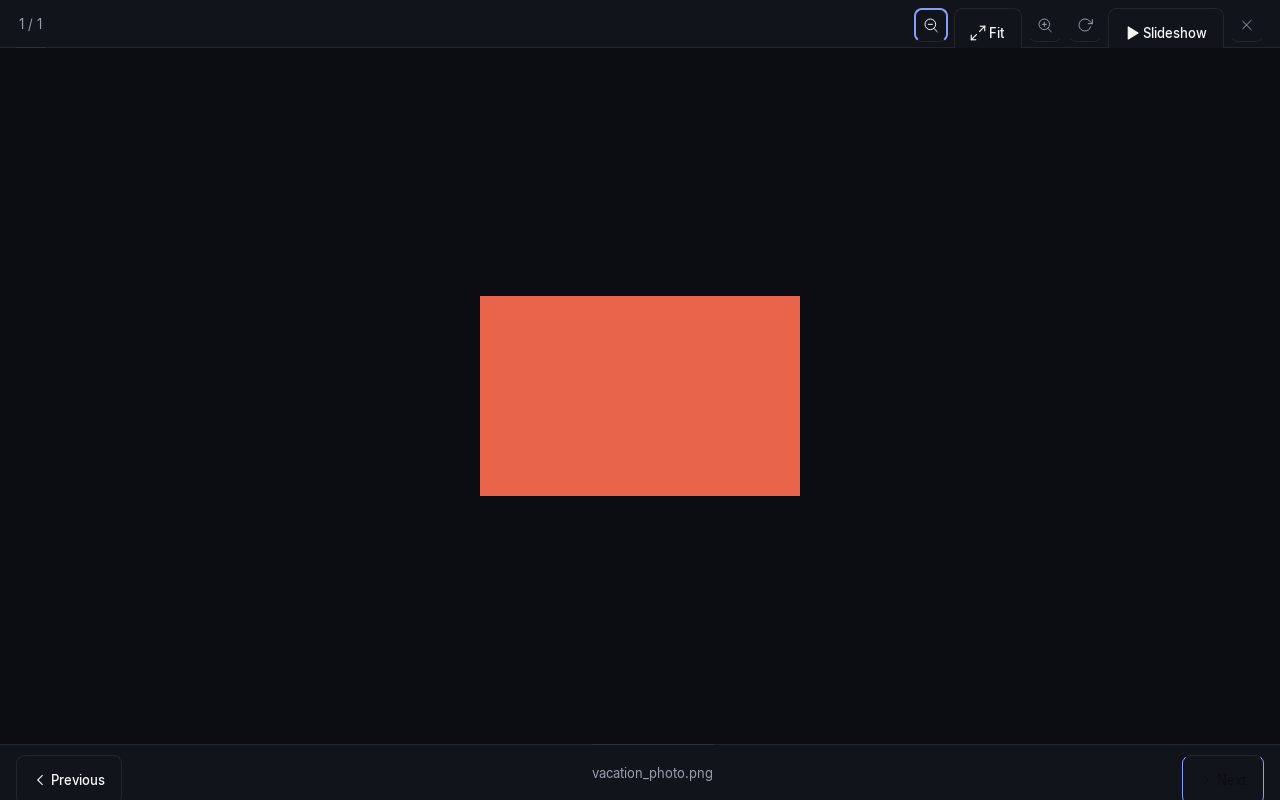 1 / 1
Fit
Slideshow
Previous
vacation_photo.png
Next